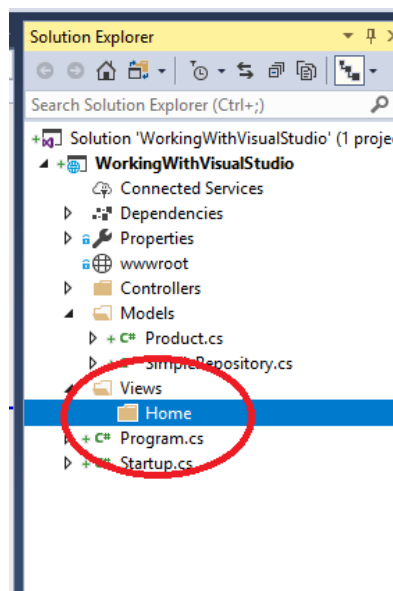 Solution Explorer
Search Solution Explorer (Ctrl+;)
Solution 'WorkingWithVisualStudio' (1 proje
WorkingWithVisualStudio
Connected Services
Dependencies
Properties
wwwroot
Controllers
Models
C# Product.cs
C# SimpleRepository.cs
Views
Home
C# Program.cs
C# Startup.cs